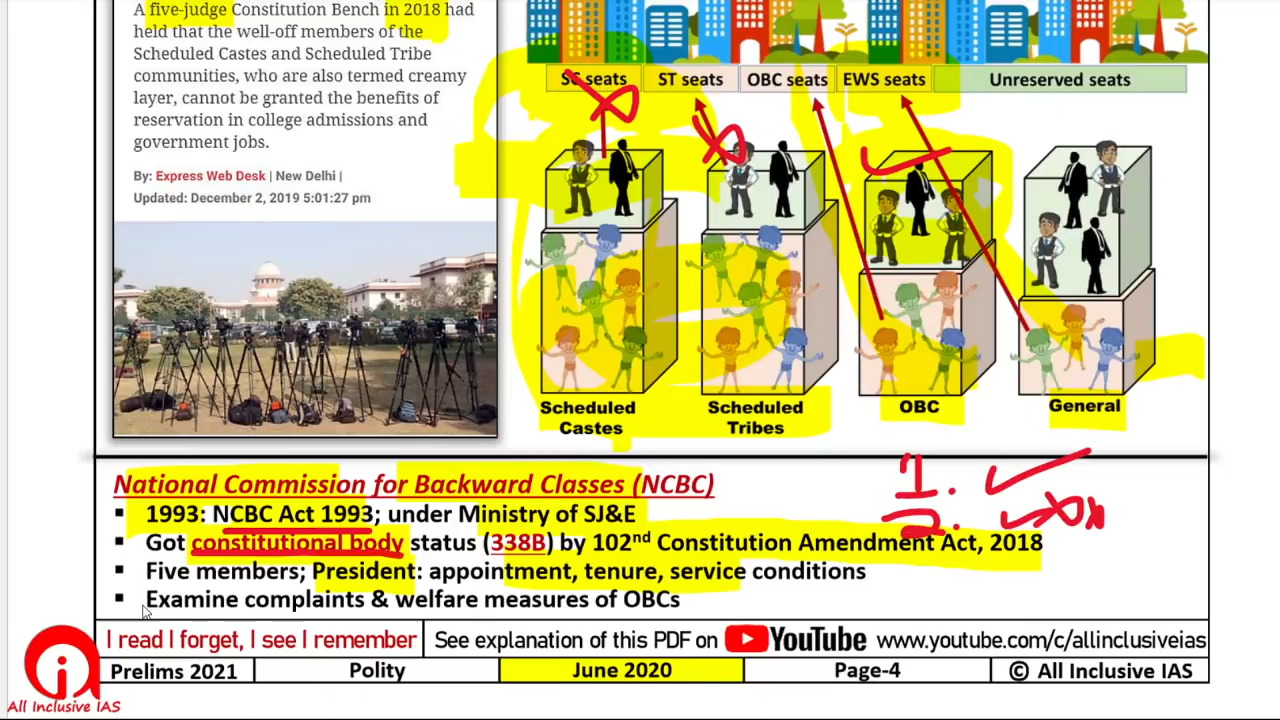 A five-judge Constitution Bench in 2018 had
held that the well-off members of the
Scheduled Castes and Scheduled Tribe
communities, who are also termed creamy
layer, cannot be granted the benefits of
reservation in college admissions and
government jobs.
By: Express Web Desk | New Delhi |
Updated: December 2, 2019 5:01:27 pm
SC seats ST seats OBC seats EWS seats Unreserved seats
Scheduled Castes
Scheduled Tribes
OBC
General
1.
2.
National Commission for Backward Classes (NCBC)
▪ 1993: NCBC Act 1993; under Ministry of SJ&E
▪ Got constitutional body status (338B) by 102nd Constitution Amendment Act, 2018
▪ Five members; President: appointment, tenure, service conditions
▪ Examine complaints & welfare measures of OBCs
I read I forget, I see I remember See explanation of this PDF on YouTube www.youtube.com/c/allinclusiveias
Prelims 2021 Polity June 2020 Page-4 © All Inclusive IAS
All Inclusive IAS